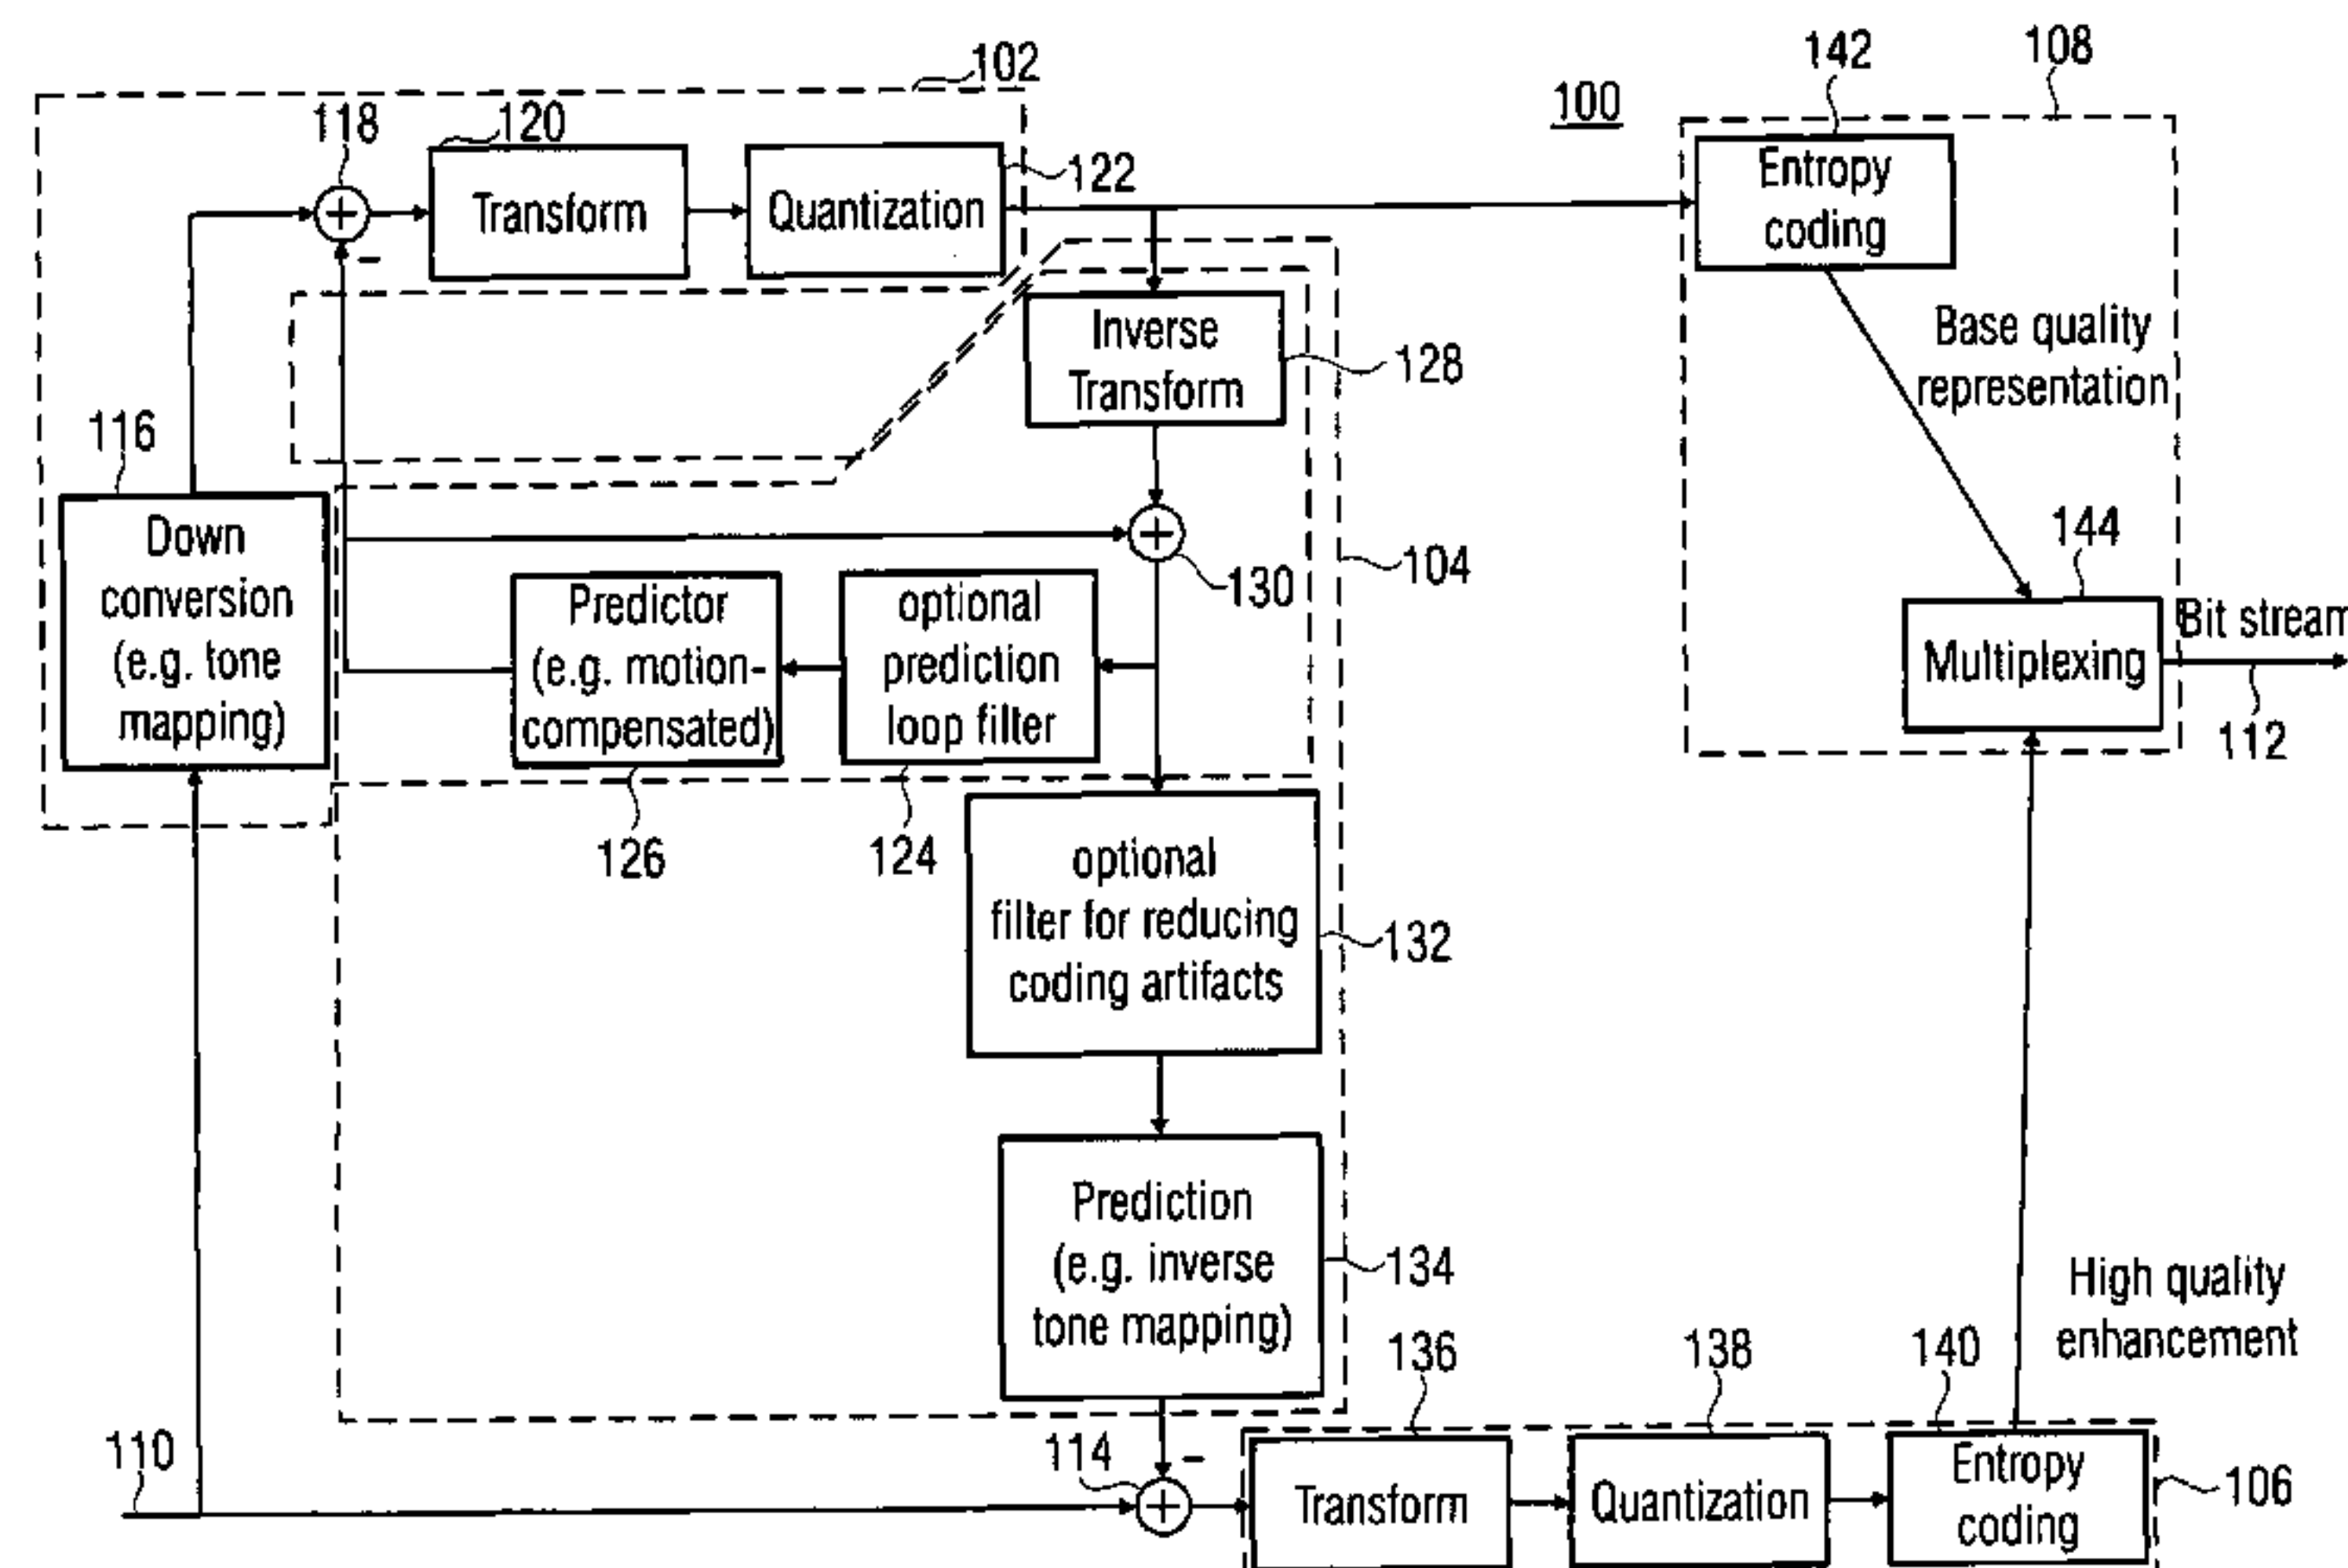 102
118
120
Transform
Quantization
122
100
142
108
Entropy
coding
-
Inverse
Transform
128
Base quality
representation
116
Down
conversion
(e.g. tone
mapping)
130
104
144
Predictor
(e.g. motion-
compensated)
optional
prediction
loop filter
Multiplexing
Bit stream
112
126
124
optional
filter for reducing
coding artifacts
132
Prediction
(e.g. inverse
tone mapping)
134
High quality
enhancement
136
138
140
110
114
-
Transform
Quantization
Entropy
coding
106